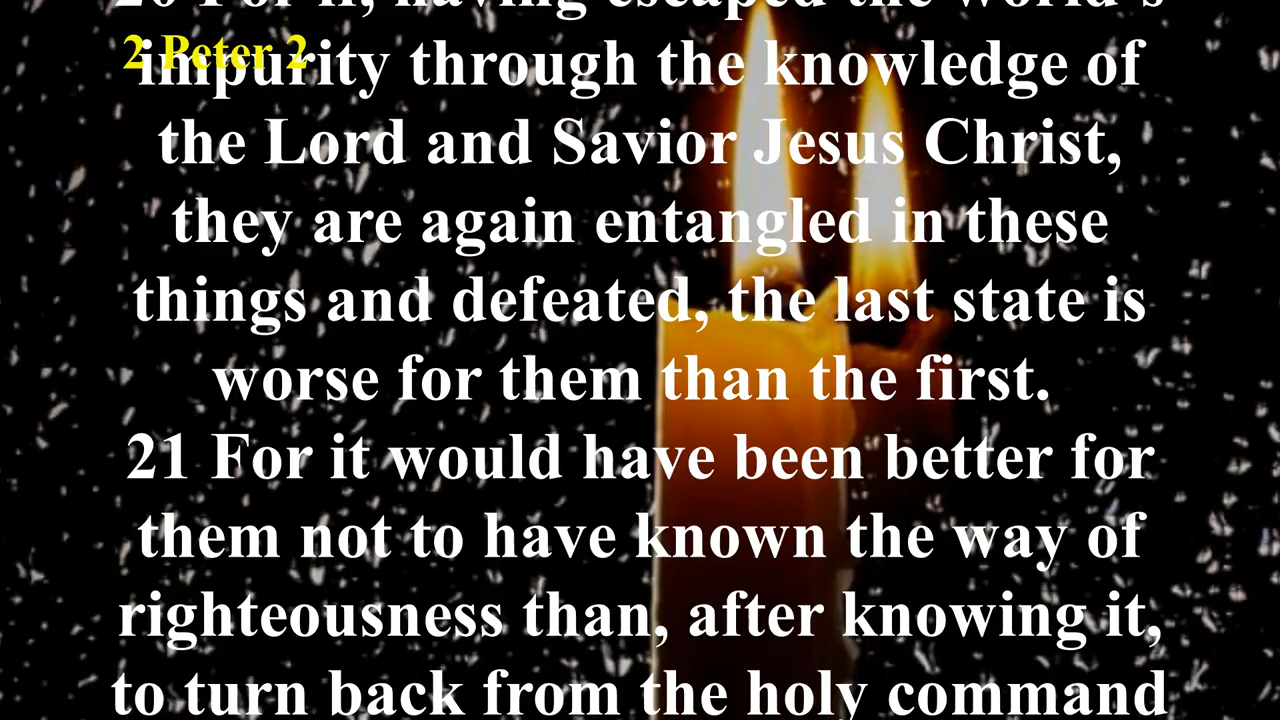 20 For if, having escaped the world's
2 Peter 2
impurity through the knowledge of
the Lord and Savior Jesus Christ,
they are again entangled in these
things and defeated, the last state is
worse for them than the first.
21 For it would have been better for
them not to have known the way of
righteousness than, after knowing it,
to turn back from the holy command